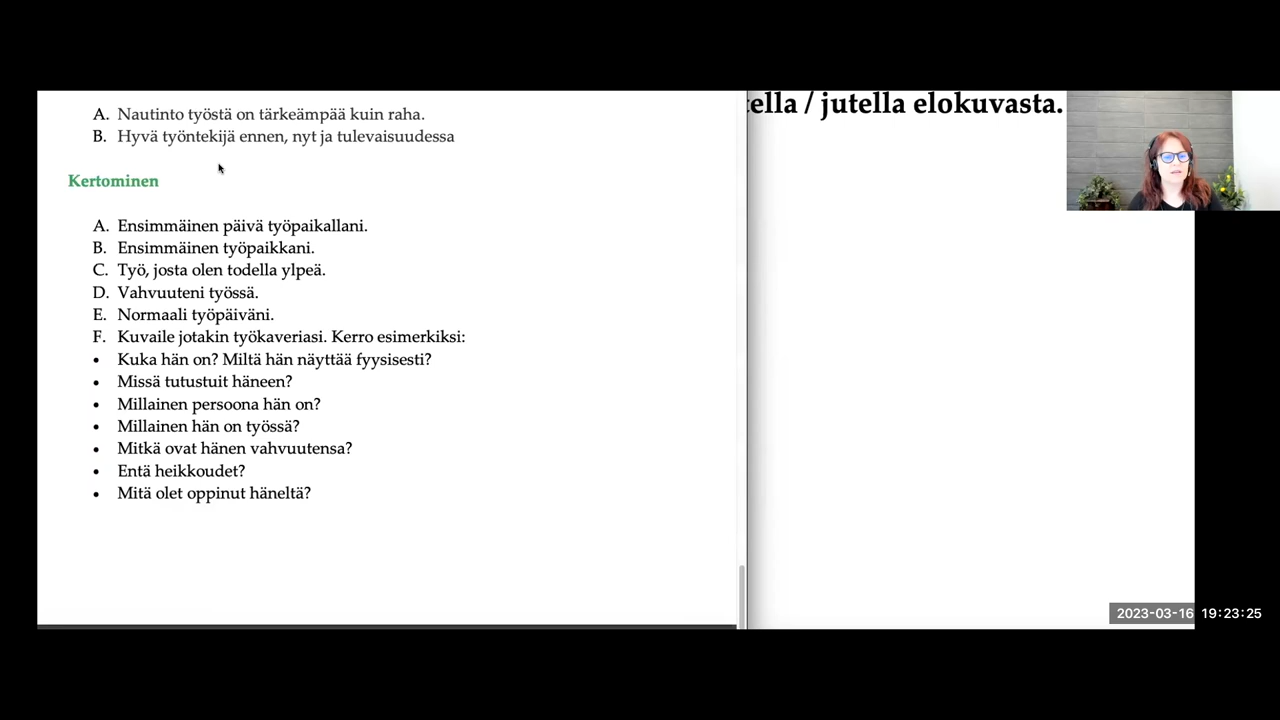 A. Nautinto työstä on tärkeämpää kuin raha.
B. Hyvä työntekijä ennen, nyt ja tulevaisuudessa
Kertominen
A. Ensimmäinen päivä työpaikallani.
B. Ensimmäinen työpaikkani.
C. Työ, josta olen todella ylpeä.
D. Vahvuuteni työssä.
E. Normaali työpäiväni.
F. Kuvaile jotakin työkaveriasi. Kerro esimerkiksi:
• Kuka hän on? Miltä hän näyttää fyysisesti?
• Missä tutustuit häneen?
• Millainen persoona hän on?
• Millainen hän on työssä?
• Mitkä ovat hänen vahvuutensa?
• Entä heikkoudet?
• Mitä olet oppinut häneltä?
tella / jutella elokuvasta.
2023-03-16 19:23:25